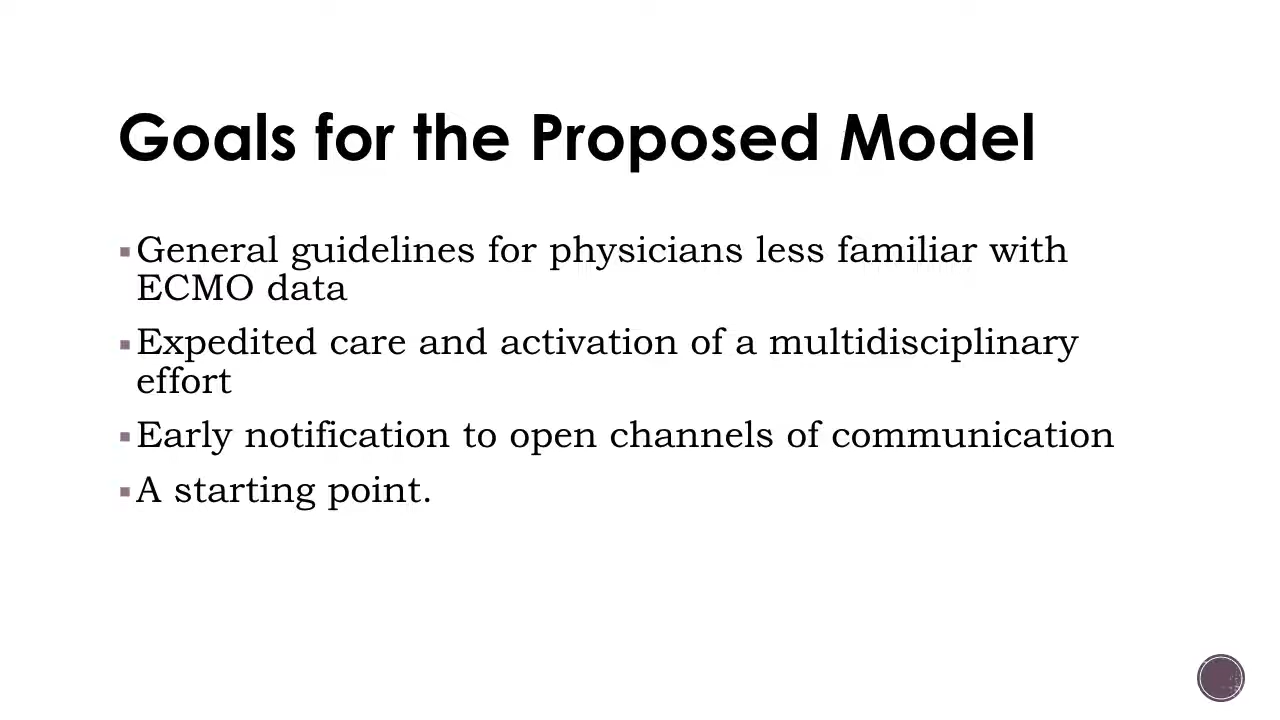 Goals for the Proposed Model
▪General guidelines for physicians less familiar with
ECMO data
▪Expedited care and activation of a multidisciplinary
effort
▪Early notification to open channels of communication
▪A starting point.